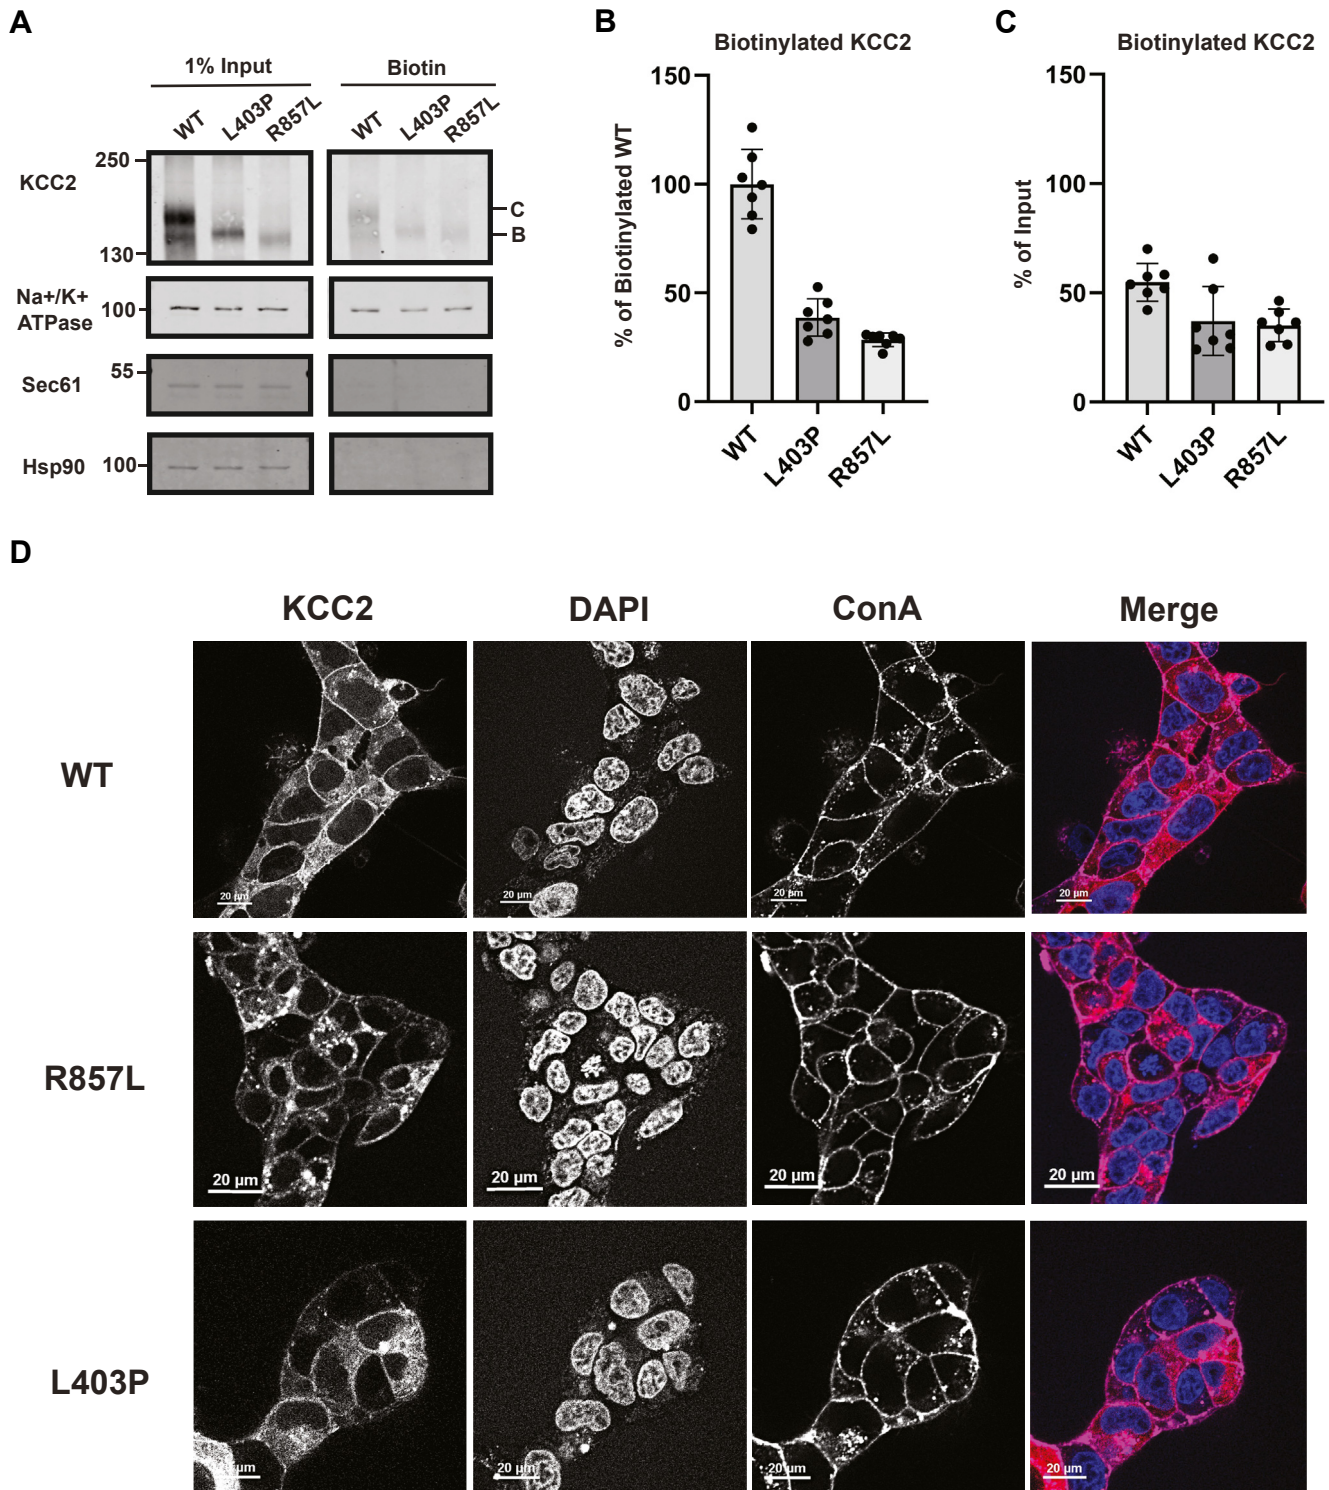 A
1% Input
Biotin
WT
L403P
R857L
WT
L403P
R857L
KCC2
250
130
C
B
Na+/K+
ATPase
100
Sec61
55
Hsp90
100
B
Biotinylated KCC2
% of Biotinylated WT
150
100
50
0
WT
L403P
R857L
C
Biotinylated KCC2
% of Input
150
100
50
0
WT
L403P
R857L
D
KCC2
DAPI
ConA
Merge
WT
20 µm
20 µm
20 µm
20 µm
R857L
20 µm
20 µm
20 µm
20 µm
L403P
µm
20 µm
20 µm
20 µm